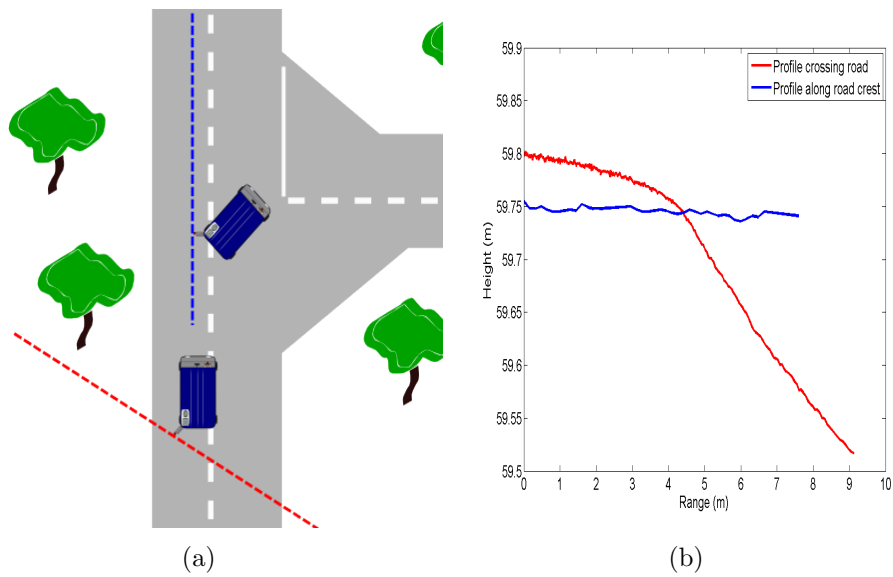 59.9
59.85
59.8
59.75
59.7
59.65
59.6
59.55
59.5
Height (m)
Profile crossing road
Profile along road crest
0 1 2 3 4 5 6 7 8 9 10
Range (m)
(a)
(b)